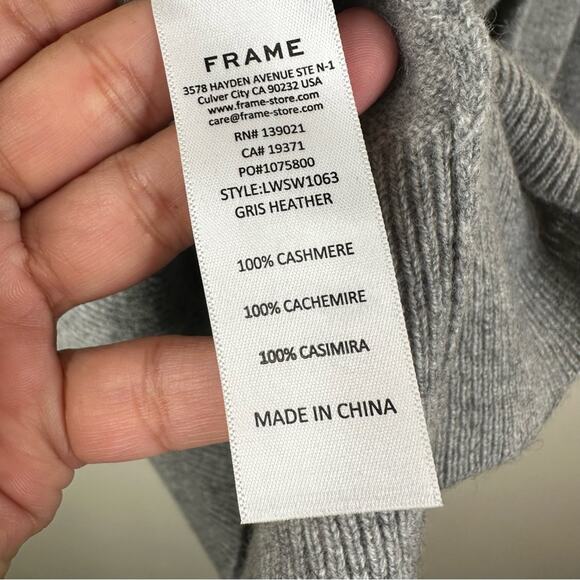 FRAME
3578 HAYDEN AVENUE STE N-1
Culver City CA 90232 USA
www.frame-store.com
care@frame-store.com
RN# 139021
CA# 19371
PO#1075800
STYLE:LWSW1063
GRIS HEATHER
100% CASHMERE
100% CACHEMIRE
100% CASIMIRA
MADE IN CHINA